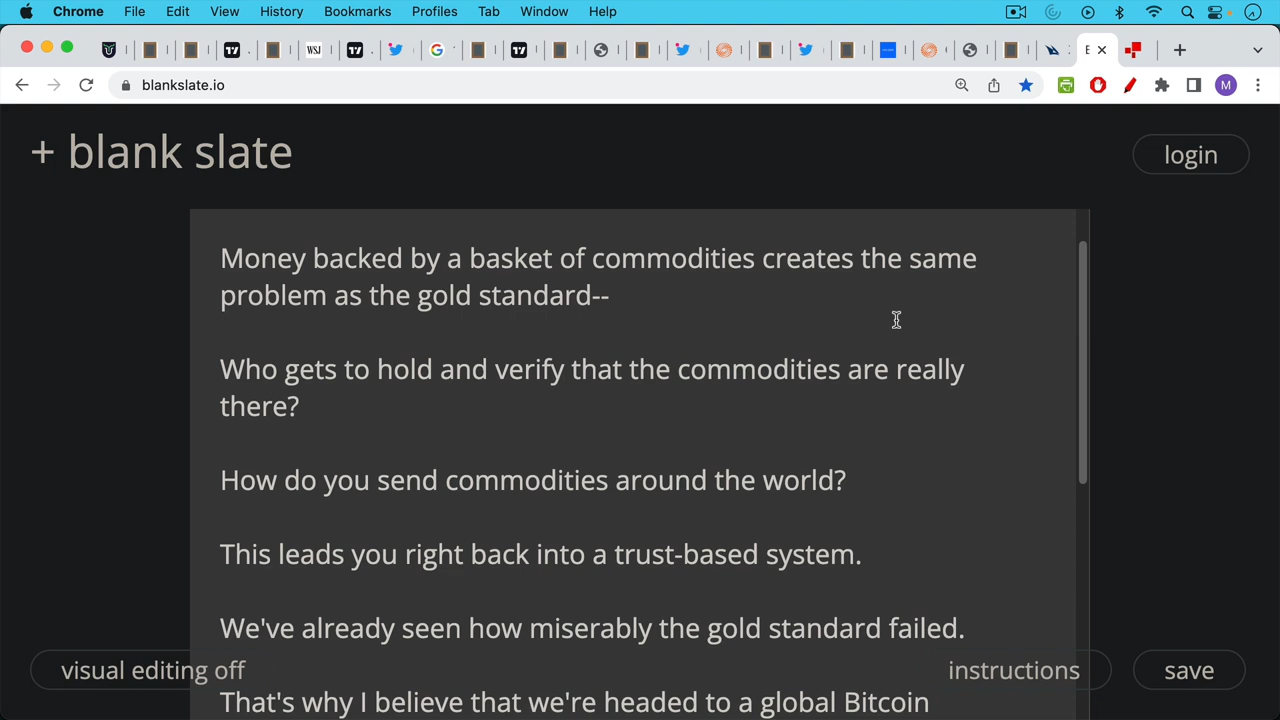 Chrome File Edit View History Bookmarks Profiles Tab Window Help
WSJ
blankslate.io
M
+ blank slate
login
Money backed by a basket of commodities creates the same
problem as the gold standard--
Who gets to hold and verify that the commodities are really
there?
How do you send commodities around the world?
This leads you right back into a trust-based system.
We've already seen how miserably the gold standard failed.
visual editing off
instructions
save
That's why I believe that we're headed to a global Bitcoin